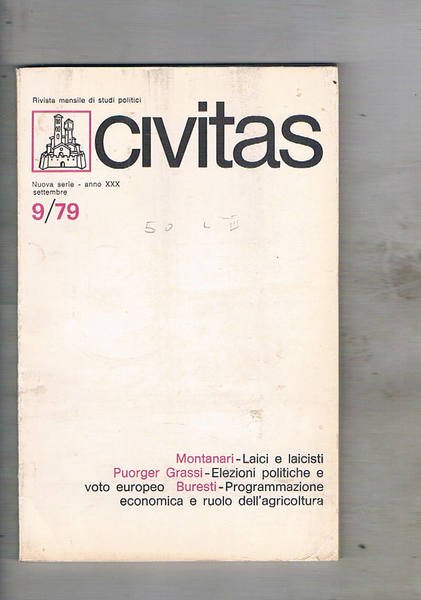 Rivista mensile di studi politici
civitas
Nuova serie - anno XXX
settembre
9/79
50
Montanari-Laici e laicisti
Puorger Grassi-Elezioni politiche e
voto europeo Buresti-Programmazione
economica e ruolo dell'agricoltura